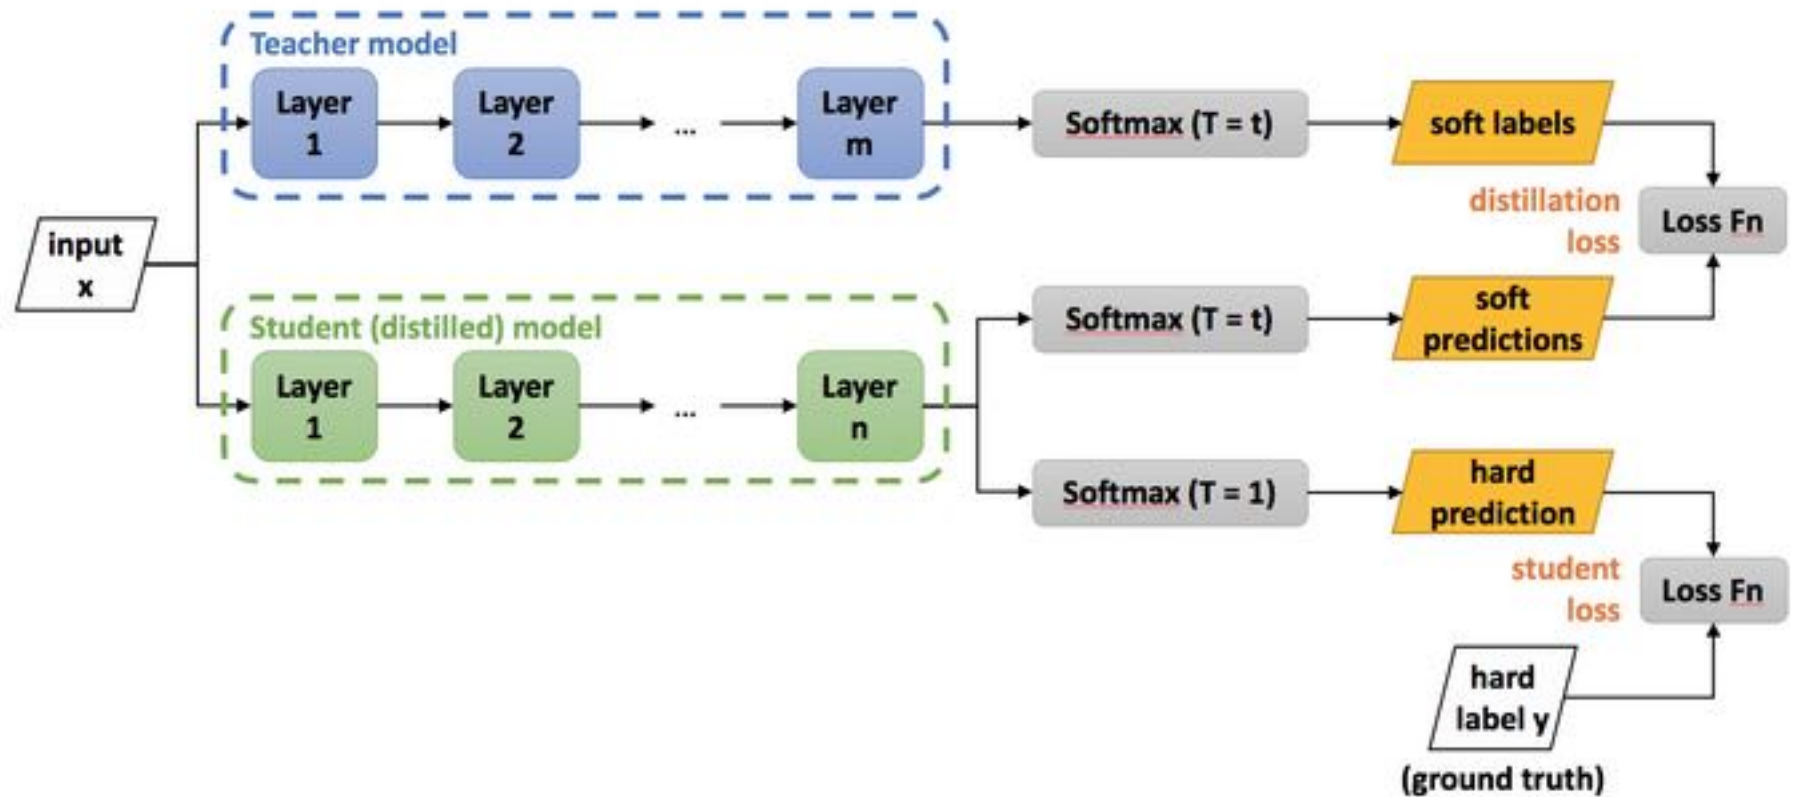 Teacher model
Layer
1
Layer
2
...
Layer
m
Softmax (T = t)
soft labels
distillation
loss
Loss Fn
input
x
Student (distilled) model
Layer
1
Layer
2
...
Layer
n
Softmax (T = t)
soft
predictions
Softmax (T = 1)
hard
prediction
student
loss
Loss Fn
hard
label y
(ground truth)